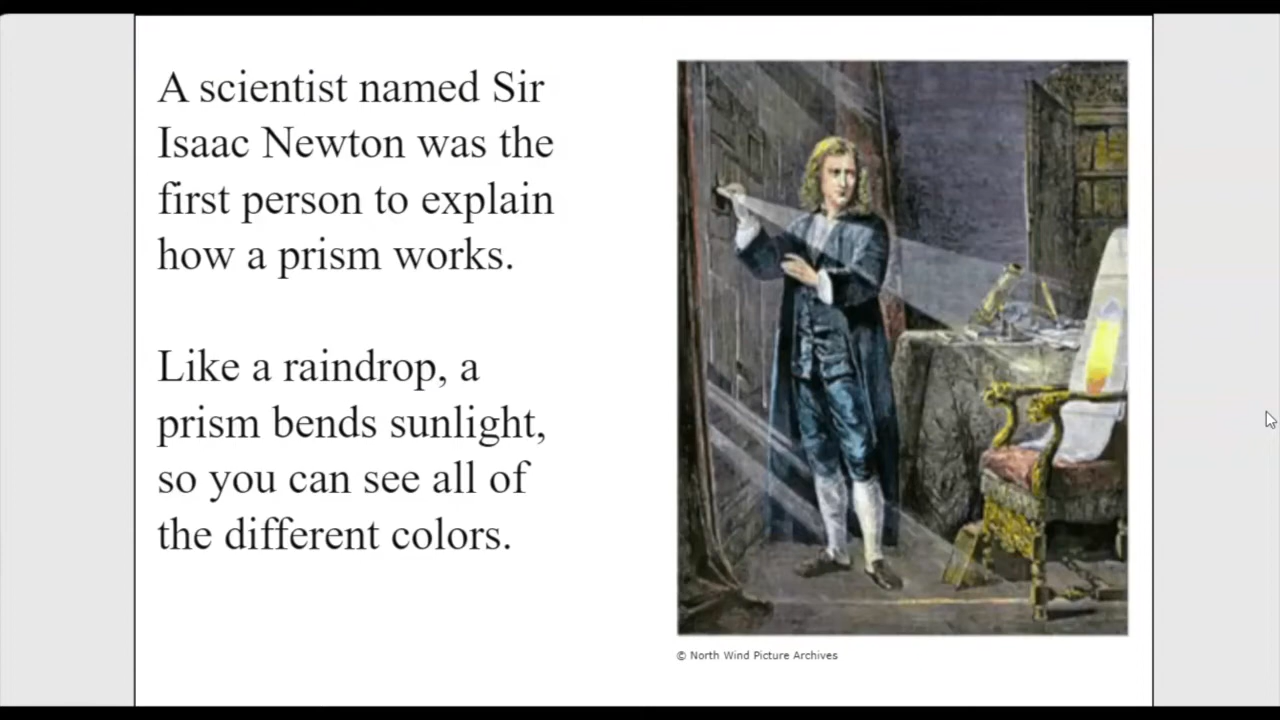 A scientist named Sir
Isaac Newton was the
first person to explain
how a prism works.
Like a raindrop, a
prism bends sunlight,
so you can see all of
the different colors.
© North Wind Picture Archives